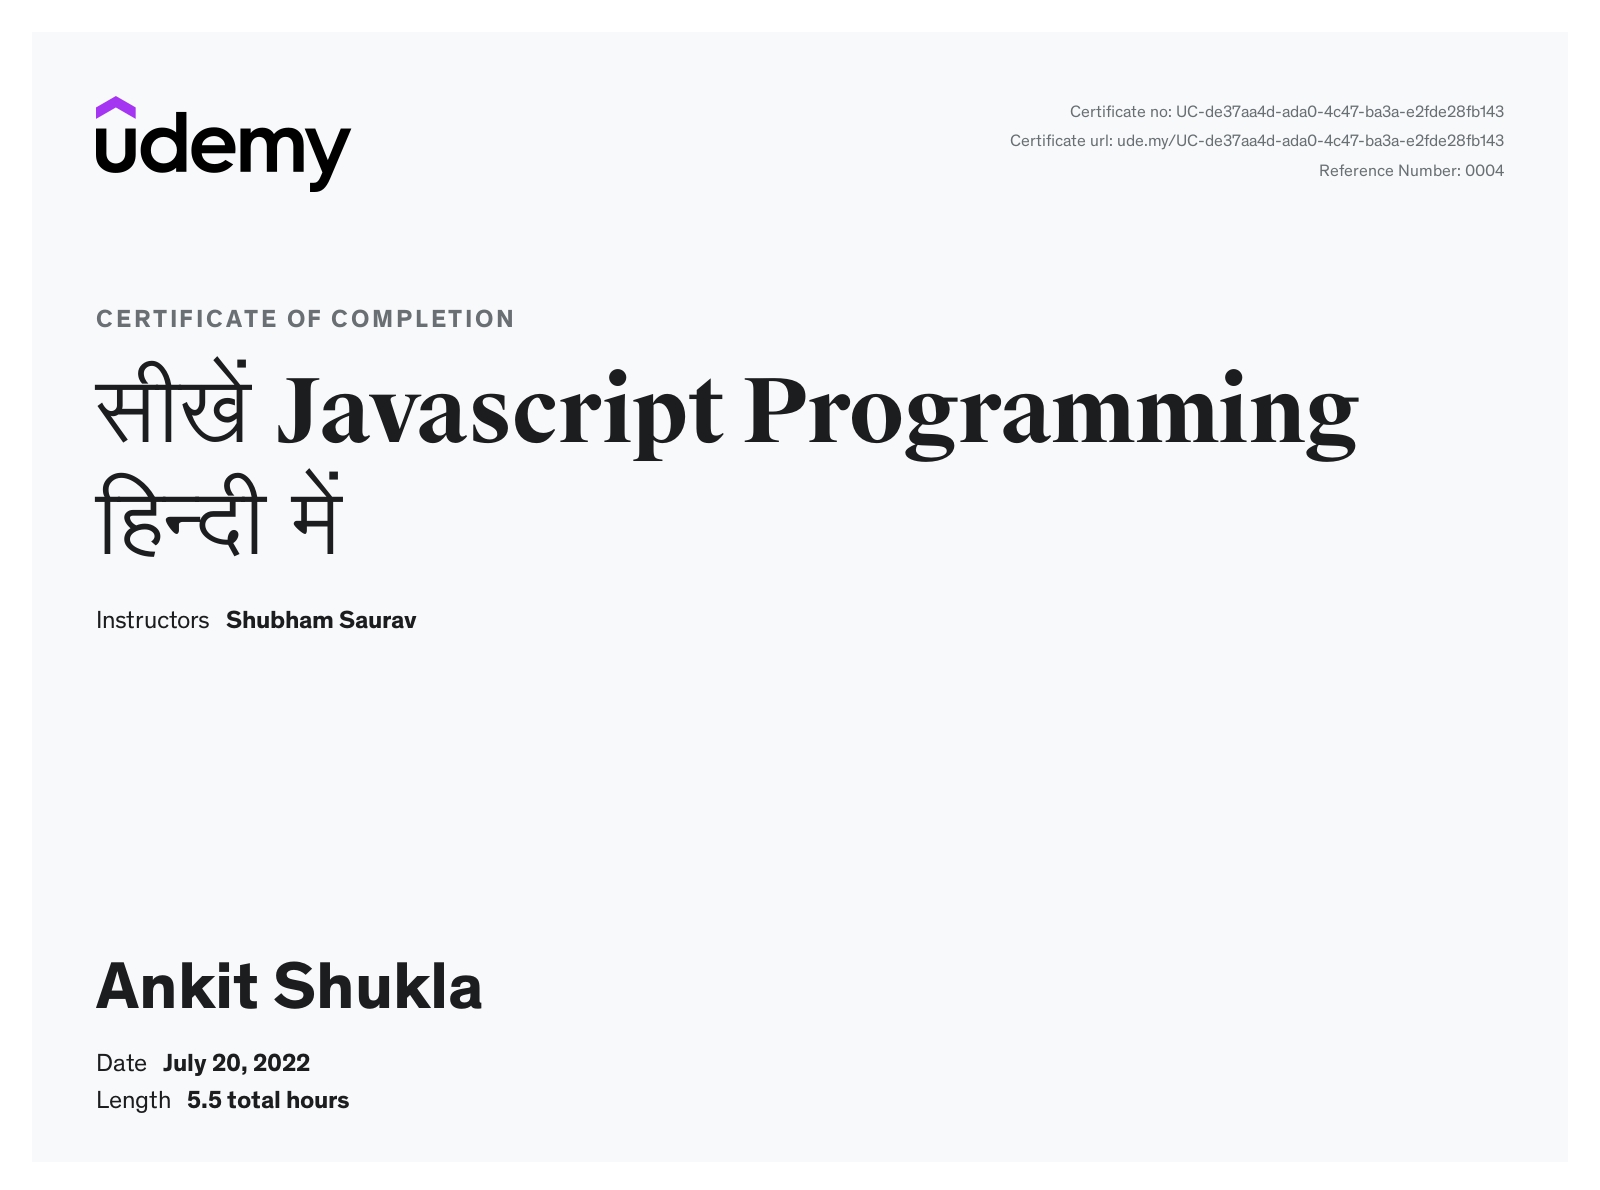 udemy
Certificate no: UC-de37aa4d-ada0-4c47-ba3a-e2fde28fb143
Certificate url: ude.my/UC-de37aa4d-ada0-4c47-ba3a-e2fde28fb143
Reference Number: 0004
CERTIFICATE OF COMPLETION
सीखें Javascript Programming
हिन्दी में
Instructors Shubham Saurav
Ankit Shukla
Date July 20, 2022
Length 5.5 total hours